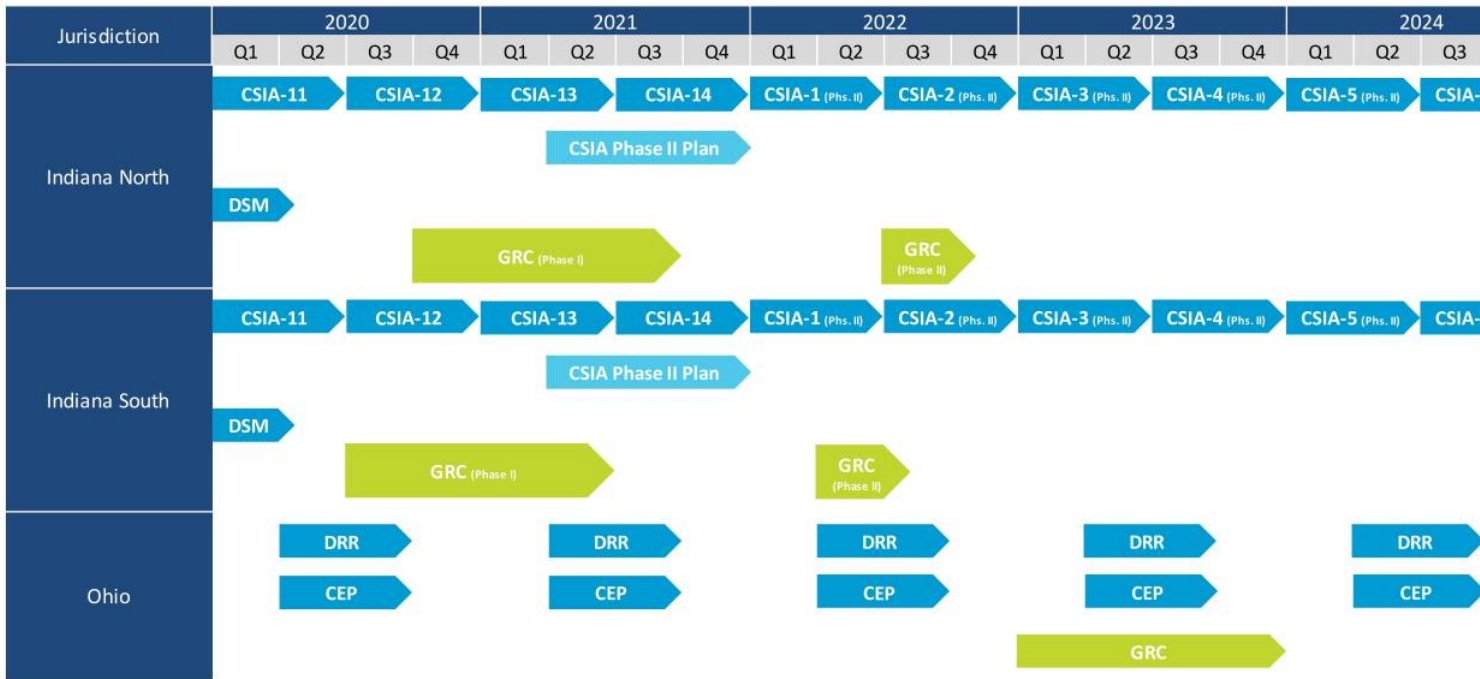 Jurisdiction
2020 2021 2022 2023 2024
Q1 Q2 Q3 Q4 Q1 Q2 Q3 Q4 Q1 Q2 Q3 Q4 Q1 Q2 Q3 Q4 Q1 Q2 Q3
Indiana North
CSIA-11 CSIA-12 CSIA-13 CSIA-14 CSIA-1 (Phs. II) CSIA-2 (Phs. II) CSIA-3 (Phs. II) CSIA-4 (Phs. II) CSIA-5 (Phs. II) CSIA-
CSIA Phase II Plan
DSM
GRC (Phase I) GRC
(Phase II)
Indiana South
CSIA-11 CSIA-12 CSIA-13 CSIA-14 CSIA-1 (Phs. II) CSIA-2 (Phs. II) CSIA-3 (Phs. II) CSIA-4 (Phs. II) CSIA-5 (Phs. II) CSIA-
CSIA Phase II Plan
DSM
GRC (Phase I) GRC
(Phase II)
Ohio
DRR DRR DRR DRR DRR
CEP CEP CEP CEP CEP
GRC